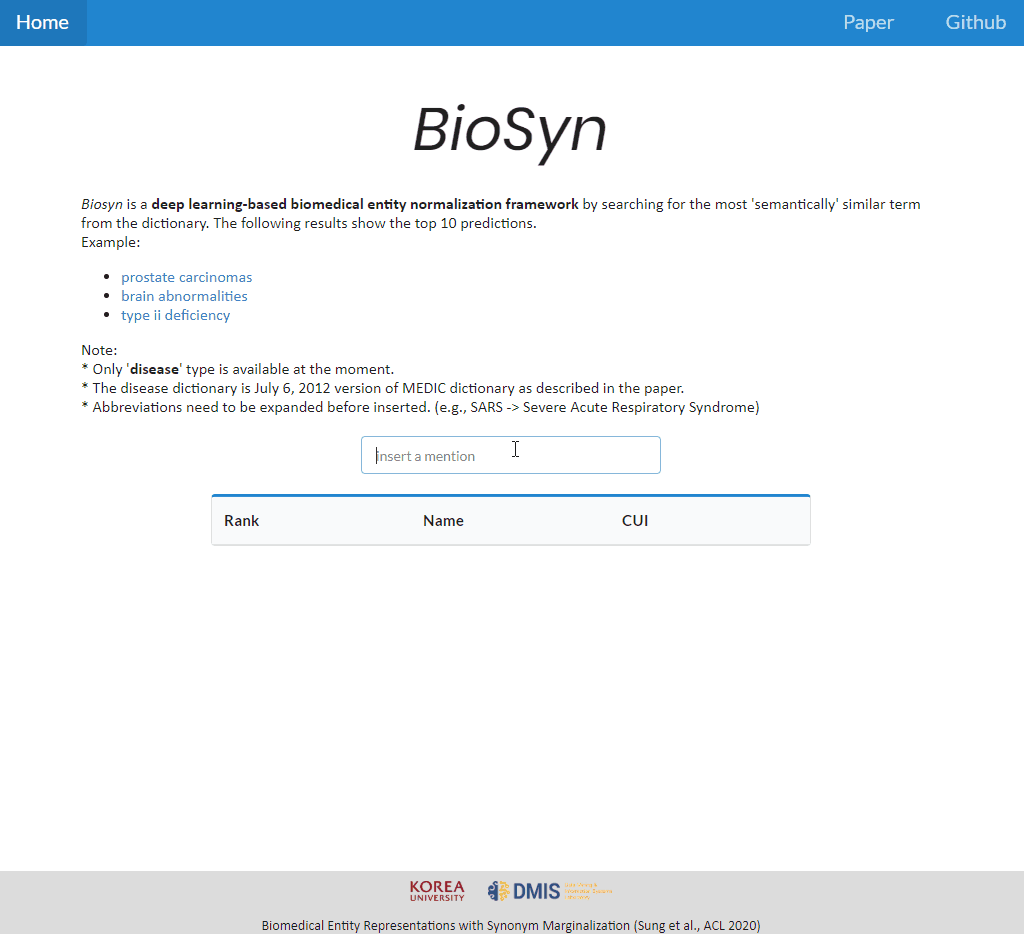 Home Paper Github
BioSyn
Biosyn is a deep learning-based biomedical entity normalization framework by searching for the most 'semantically' similar term
from the dictionary. The following results show the top 10 predictions.
Example:
prostate carcinomas
brain abnormalities
type ii deficiency
Note:
* Only 'disease' type is available at the moment.
* The disease dictionary is July 6, 2012 version of MEDIC dictionary as described in the paper.
* Abbreviations need to be expanded before inserted. (e.g., SARS -> Severe Acute Respiratory Syndrome)
Insert a mention
Rank Name CUI
KOREA
UNIVERSITY
DMIS
Biomedical Entity Representations with Synonym Marginalization (Sung et al., ACL 2020)